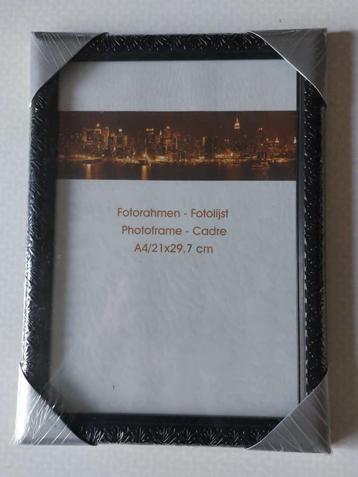 Fotorahmen - Fotolijst
Photoframe - Cadre
A4/21x29,7 cm